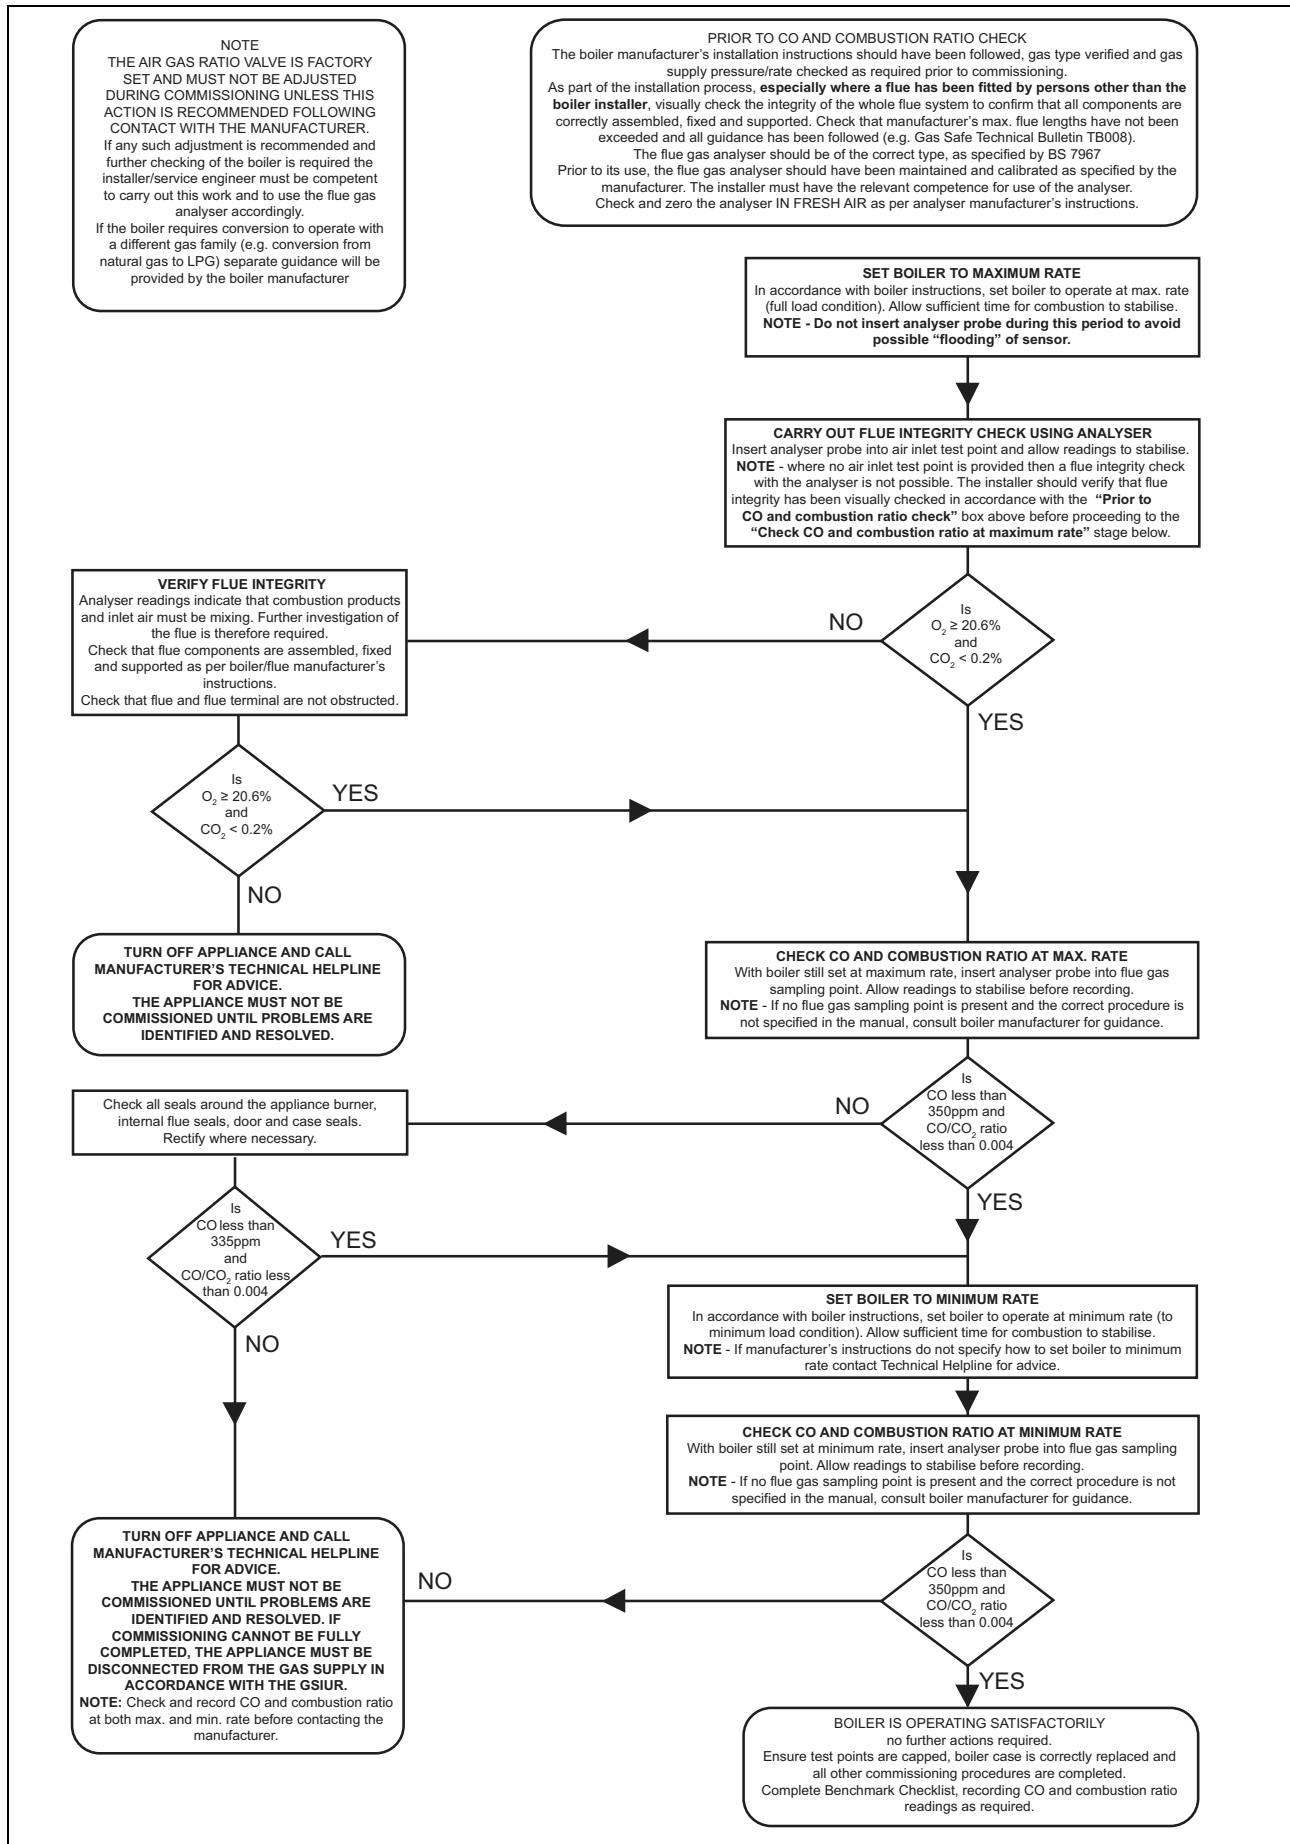 NOTE
THE AIR GAS RATIO VALVE IS FACTORY
SET AND MUST NOT BE ADJUSTED
DURING COMMISSIONING UNLESS THIS
ACTION IS RECOMMENDED FOLLOWING
CONTACT WITH THE MANUFACTURER.
If any such adjustment is recommended and
further checking of the boiler is required the
installer/service engineer must be competent
to carry out this work and to use the flue gas
analyser accordingly.
If the boiler requires conversion to operate with
a different gas family (e.g. conversion from
natural gas to LPG) separate guidance will be
provided by the boiler manufacturer
PRIOR TO CO AND COMBUSTION RATIO CHECK
The boiler manufacturer's installation instructions should have been followed, gas type verified and gas
supply pressure/rate checked as required prior to commissioning.
As part of the installation process, especially where a flue has been fitted by persons other than the
boiler installer, visually check the integrity of the whole flue system to confirm that all components are
correctly assembled, fixed and supported. Check that manufacturer's max. flue lengths have not been
exceeded and all guidance has been followed (e.g. Gas Safe Technical Bulletin TB008).
The flue gas analyser should be of the correct type, as specified by BS 7967
Prior to its use, the flue gas analyser should have been maintained and calibrated as specified by the
manufacturer. The installer must have the relevant competence for use of the analyser.
Check and zero the analyser IN FRESH AIR as per analyser manufacturer's instructions.
SET BOILER TO MAXIMUM RATE
In accordance with boiler instructions, set boiler to operate at max. rate
(full load condition). Allow sufficient time for combustion to stabilise.
NOTE - Do not insert analyser probe during this period to avoid
possible “flooding” of sensor.
CARRY OUT FLUE INTEGRITY CHECK USING ANALYSER
Insert analyser probe into air inlet test point and allow readings to stabilise.
NOTE - where no air inlet test point is provided then a flue integrity check
with the analyser is not possible. The installer should verify that flue
integrity has been visually checked in accordance with the “Prior to
CO and combustion ratio check” box above before proceeding to the
“Check CO and combustion ratio at maximum rate” stage below.
Is
O₂ ≥ 20.6%
and
CO₂ < 0.2%
NO
YES
VERIFY FLUE INTEGRITY
Analyser readings indicate that combustion products
and inlet air must be mixing. Further investigation of
the flue is therefore required.
Check that flue components are assembled, fixed
and supported as per boiler/flue manufacturer's
instructions.
Check that flue and flue terminal are not obstructed.
Is
O₂ ≥ 20.6%
and
CO₂ < 0.2%
YES
NO
TURN OFF APPLIANCE AND CALL
MANUFACTURER'S TECHNICAL HELPLINE
FOR ADVICE.
THE APPLIANCE MUST NOT BE
COMMISSIONED UNTIL PROBLEMS ARE
IDENTIFIED AND RESOLVED.
CHECK CO AND COMBUSTION RATIO AT MAX. RATE
With boiler still set at maximum rate, insert analyser probe into flue gas
sampling point. Allow readings to stabilise before recording.
NOTE - If no flue gas sampling point is present and the correct procedure is
not specified in the manual, consult boiler manufacturer for guidance.
Is
CO less than
350ppm and
CO/CO₂ ratio
less than 0.004
NO
YES
Check all seals around the appliance burner,
internal flue seals, door and case seals.
Rectify where necessary.
Is
CO less than
335ppm
and
CO/CO₂ ratio less
than 0.004
YES
NO
SET BOILER TO MINIMUM RATE
In accordance with boiler instructions, set boiler to operate at minimum rate (to
minimum load condition). Allow sufficient time for combustion to stabilise.
NOTE - If manufacturer's instructions do not specify how to set boiler to minimum
rate contact Technical Helpline for advice.
CHECK CO AND COMBUSTION RATIO AT MINIMUM RATE
With boiler still set at minimum rate, insert analyser probe into flue gas sampling
point. Allow readings to stabilise before recording.
NOTE - If no flue gas sampling point is present and the correct procedure is not
specified in the manual, consult boiler manufacturer for guidance.
Is
CO less than
350ppm and
CO/CO₂ ratio
less than 0.004
NO
YES
TURN OFF APPLIANCE AND CALL
MANUFACTURER'S TECHNICAL HELPLINE
FOR ADVICE.
THE APPLIANCE MUST NOT BE
COMMISSIONED UNTIL PROBLEMS ARE
IDENTIFIED AND RESOLVED. IF
COMMISSIONING CANNOT BE FULLY
COMPLETED, THE APPLIANCE MUST BE
DISCONNECTED FROM THE GAS SUPPLY IN
ACCORDANCE WITH THE GSIUR.
NOTE: Check and record CO and combustion ratio
at both max. and min. rate before contacting the
manufacturer.
BOILER IS OPERATING SATISFACTORILY
no further actions required.
Ensure test points are capped, boiler case is correctly replaced and
all other commissioning procedures are completed.
Complete Benchmark Checklist, recording CO and combustion ratio
readings as required.